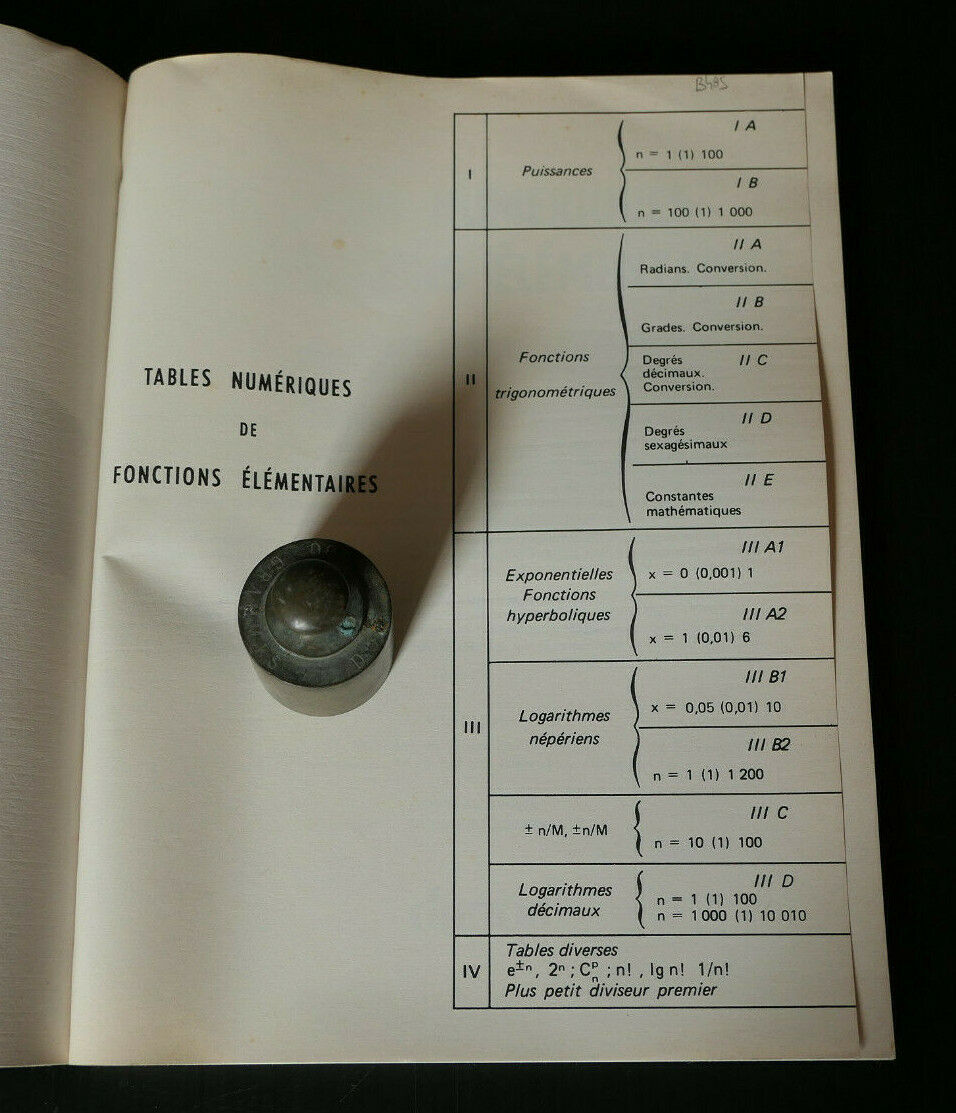 B485
TABLES NUMÉRIQUES
DE
FONCTIONS ÉLÉMENTAIRES
I
Puissances
I A
n = 1 (1) 100
I B
n = 100 (1) 1 000
II
Fonctions
trigonométriques
II A
Radians. Conversion.
II B
Grades. Conversion.
II C
Degrés
décimaux.
Conversion.
II D
Degrés
sexagésimaux
II E
Constantes
mathématiques
III
Exponentielles
Fonctions
hyperboliques
III A1
x = 0 (0,001) 1
III A2
x = 1 (0,01) 6
Logarithmes
népériens
III B1
x = 0,05 (0,01) 10
III B2
n = 1 (1) 1 200
± n/M, ±n/M
III C
n = 10 (1) 100
Logarithmes
décimaux
III D
n = 1 (1) 100
n = 1 000 (1) 10 010
IV
Tables diverses
e±n, 2n ; Cpn ; n! , lg n! 1/n!
Plus petit diviseur premier